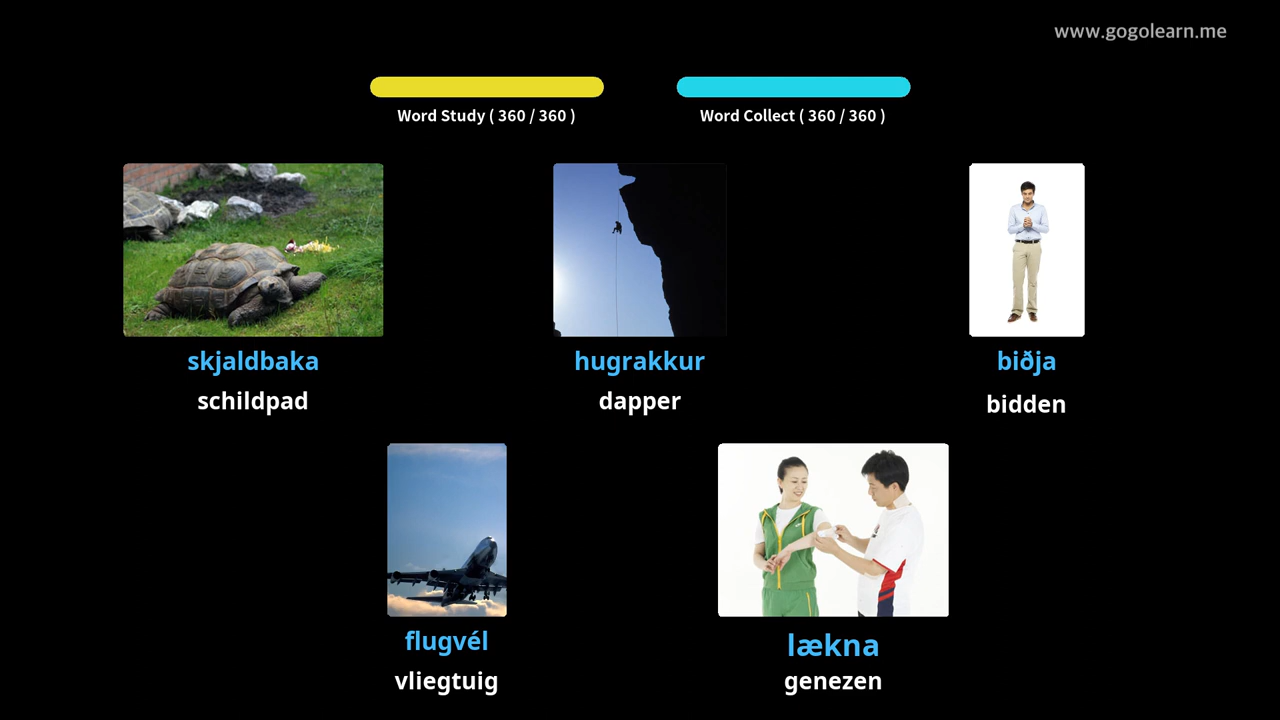 www.gogolearn.me
Word Study ( 360 / 360 )
Word Collect ( 360 / 360 )
skjaldbaka
schildpad
hugrakkur
dapper
biðja
bidden
flugvél
vliegtuig
lækna
genezen